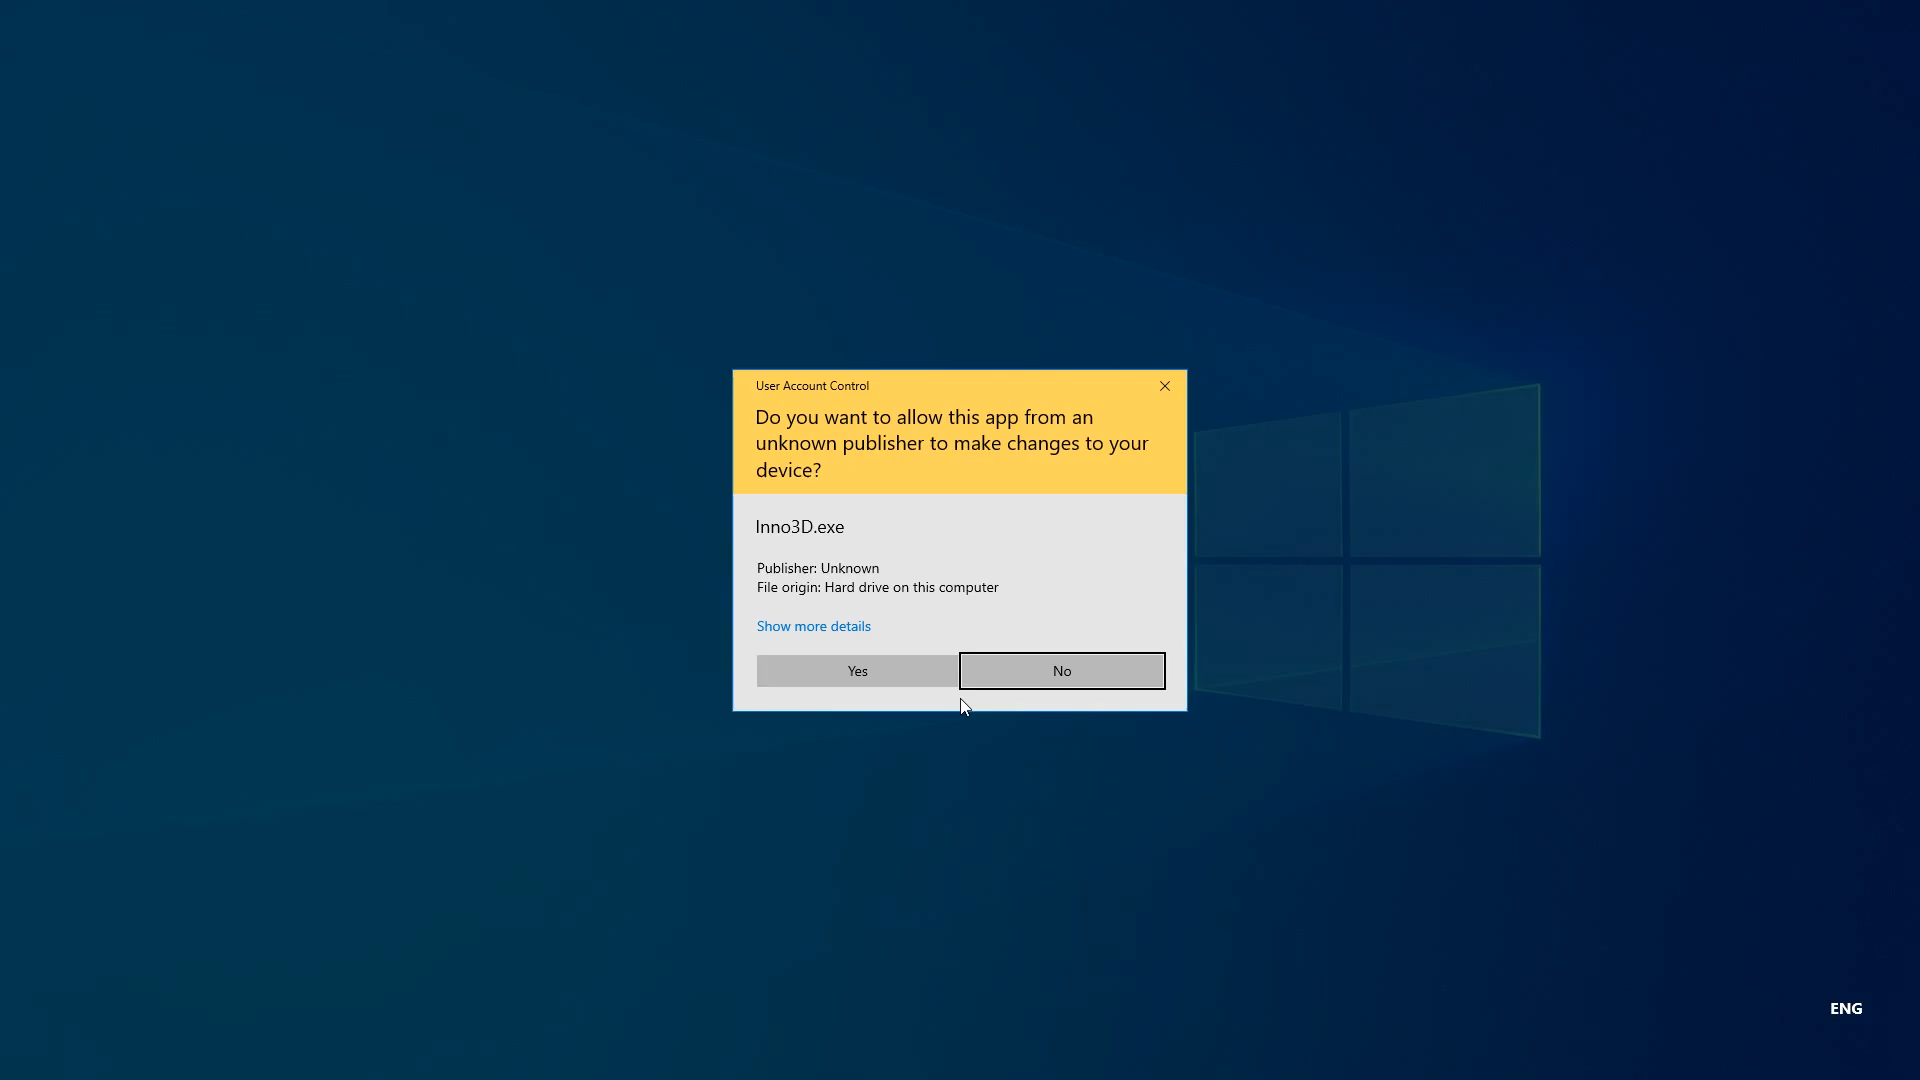 User Account Control
Do you want to allow this app from an
unknown publisher to make changes to your
device?
Inno3D.exe
Publisher: Unknown
File origin: Hard drive on this computer
Show more details
Yes
No
ENG